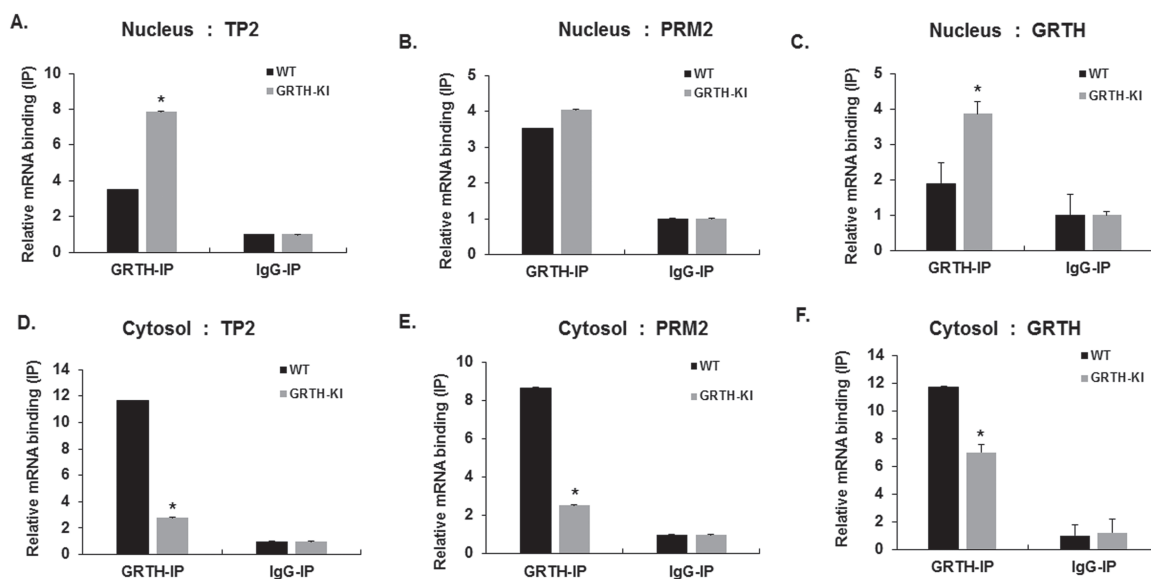 A.
Nucleus : TP2
Relative mRNA binding (IP)
10
8
6
4
2
0
WT
GRTH-KI
*
GRTH-IP
IgG-IP
B.
Nucleus : PRM2
Relative mRNA binding (IP)
5
4
3
2
1
0
WT
GRTH-KI
GRTH-IP
IgG-IP
C.
Nucleus : GRTH
Relative mRNA binding (IP)
5
4
3
2
1
0
WT
GRTH-KI
*
GRTH-IP
IgG-IP
D.
Cytosol : TP2
Relative mRNA binding (IP)
14
12
10
8
6
4
2
0
WT
GRTH-KI
*
GRTH-IP
IgG-IP
E.
Cytosol : PRM2
Relative mRNA binding (IP)
10
8
6
4
2
0
WT
GRTH-KI
*
GRTH-IP
IgG-IP
F.
Cytosol : GRTH
Relative mRNA binding (IP)
14
12
10
8
6
4
2
0
WT
GRTH-KI
*
GRTH-IP
IgG-IP